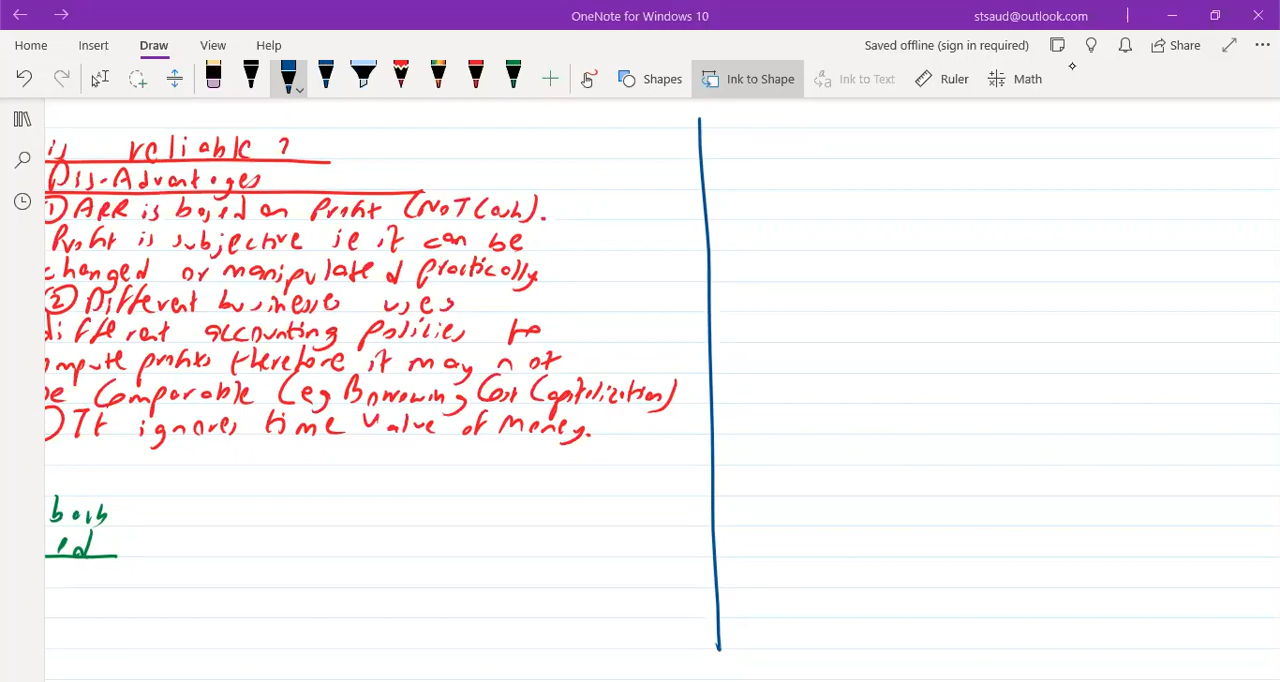 OneNote for Windows 10
stsaud@outlook.com
Home Insert Draw View Help
Saved offline (sign in required) Share
Shapes Ink to Shape Ink to Text Ruler Math
is reliable ?
Dis-Advantages
1) ARR is based on Profit (NOT Cash).
Profit is subjective ie it can be
changed or manipulated practically
2) Different businesses uses
different accounting policies to
ompute profits therefore it may not
be Comparable (eg Borrowing Cost Capitalization)
) It ignores time value of money.